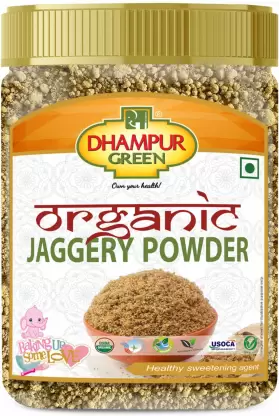 DHAMPUR
GREEN
Own your health!
organic
JAGGERY POWDER
Baking Up
some Love
USOCA
Healthy sweetening agent